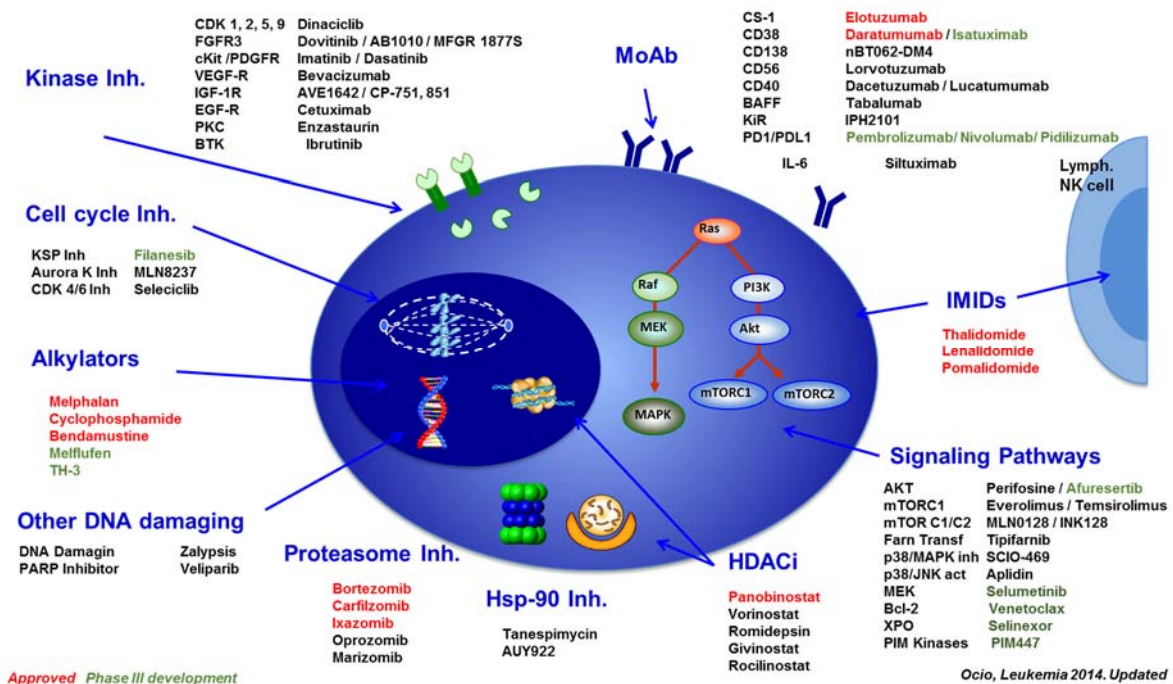 Kinase Inh.
CDK 1, 2, 5, 9 Dinaciclib
FGFR3 Dovitinib / AB1010 / MFGR 1877S
cKit /PDGFR Imatinib / Dasatinib
VEGF-R Bevacizumab
IGF-1R AVE1642 / CP-751, 851
EGF-R Cetuximab
PKC Enzastaurin
BTK Ibrutinib
MoAb
CS-1 Elotuzumab
CD38 Daratumumab / Isatuximab
CD138 nBT062-DM4
CD56 Lorvotuzumab
CD40 Dacetuzumab / Lucatumumab
BAFF Tabalumab
KiR IPH2101
PD1/PDL1 Pembrolizumab/ Nivolumab/ Pidilizumab
IL-6 Siltuximab
Lymph.
NK cell
Cell cycle Inh.
KSP Inh Filanesib
Aurora K Inh MLN8237
CDK 4/6 Inh Seleciclib
Ras
Raf
PI3K
MEK
Akt
mTORC1
mTORC2
MAPK
IMIDs
Thalidomide
Lenalidomide
Pomalidomide
Alkylators
Melphalan
Cyclophosphamide
Bendamustine
Melflufen
TH-3
Other DNA damaging
DNA Damagin Zalypsis
PARP Inhibitor Veliparib
Proteasome Inh.
Bortezomib
Carfilzomib
Ixazomib
Oprozomib
Marizomib
Hsp-90 Inh.
Tanespimycin
AUY922
HDACi
Panobinostat
Vorinostat
Romidepsin
Givinostat
Rocilinostat
Signaling Pathways
AKT Perifosine / Afuresertib
mTORC1 Everolimus / Temsirolimus
mTOR C1/C2 MLN0128 / INK128
Farn Transf Tipifarnib
p38/MAPK inh SCIO-469
p38/JNK act Aplidin
MEK Selumetinib
Bcl-2 Venetoclax
XPO Selinexor
PIM Kinases PIM447
Approved Phase III development
Ocio, Leukemia 2014. Updated